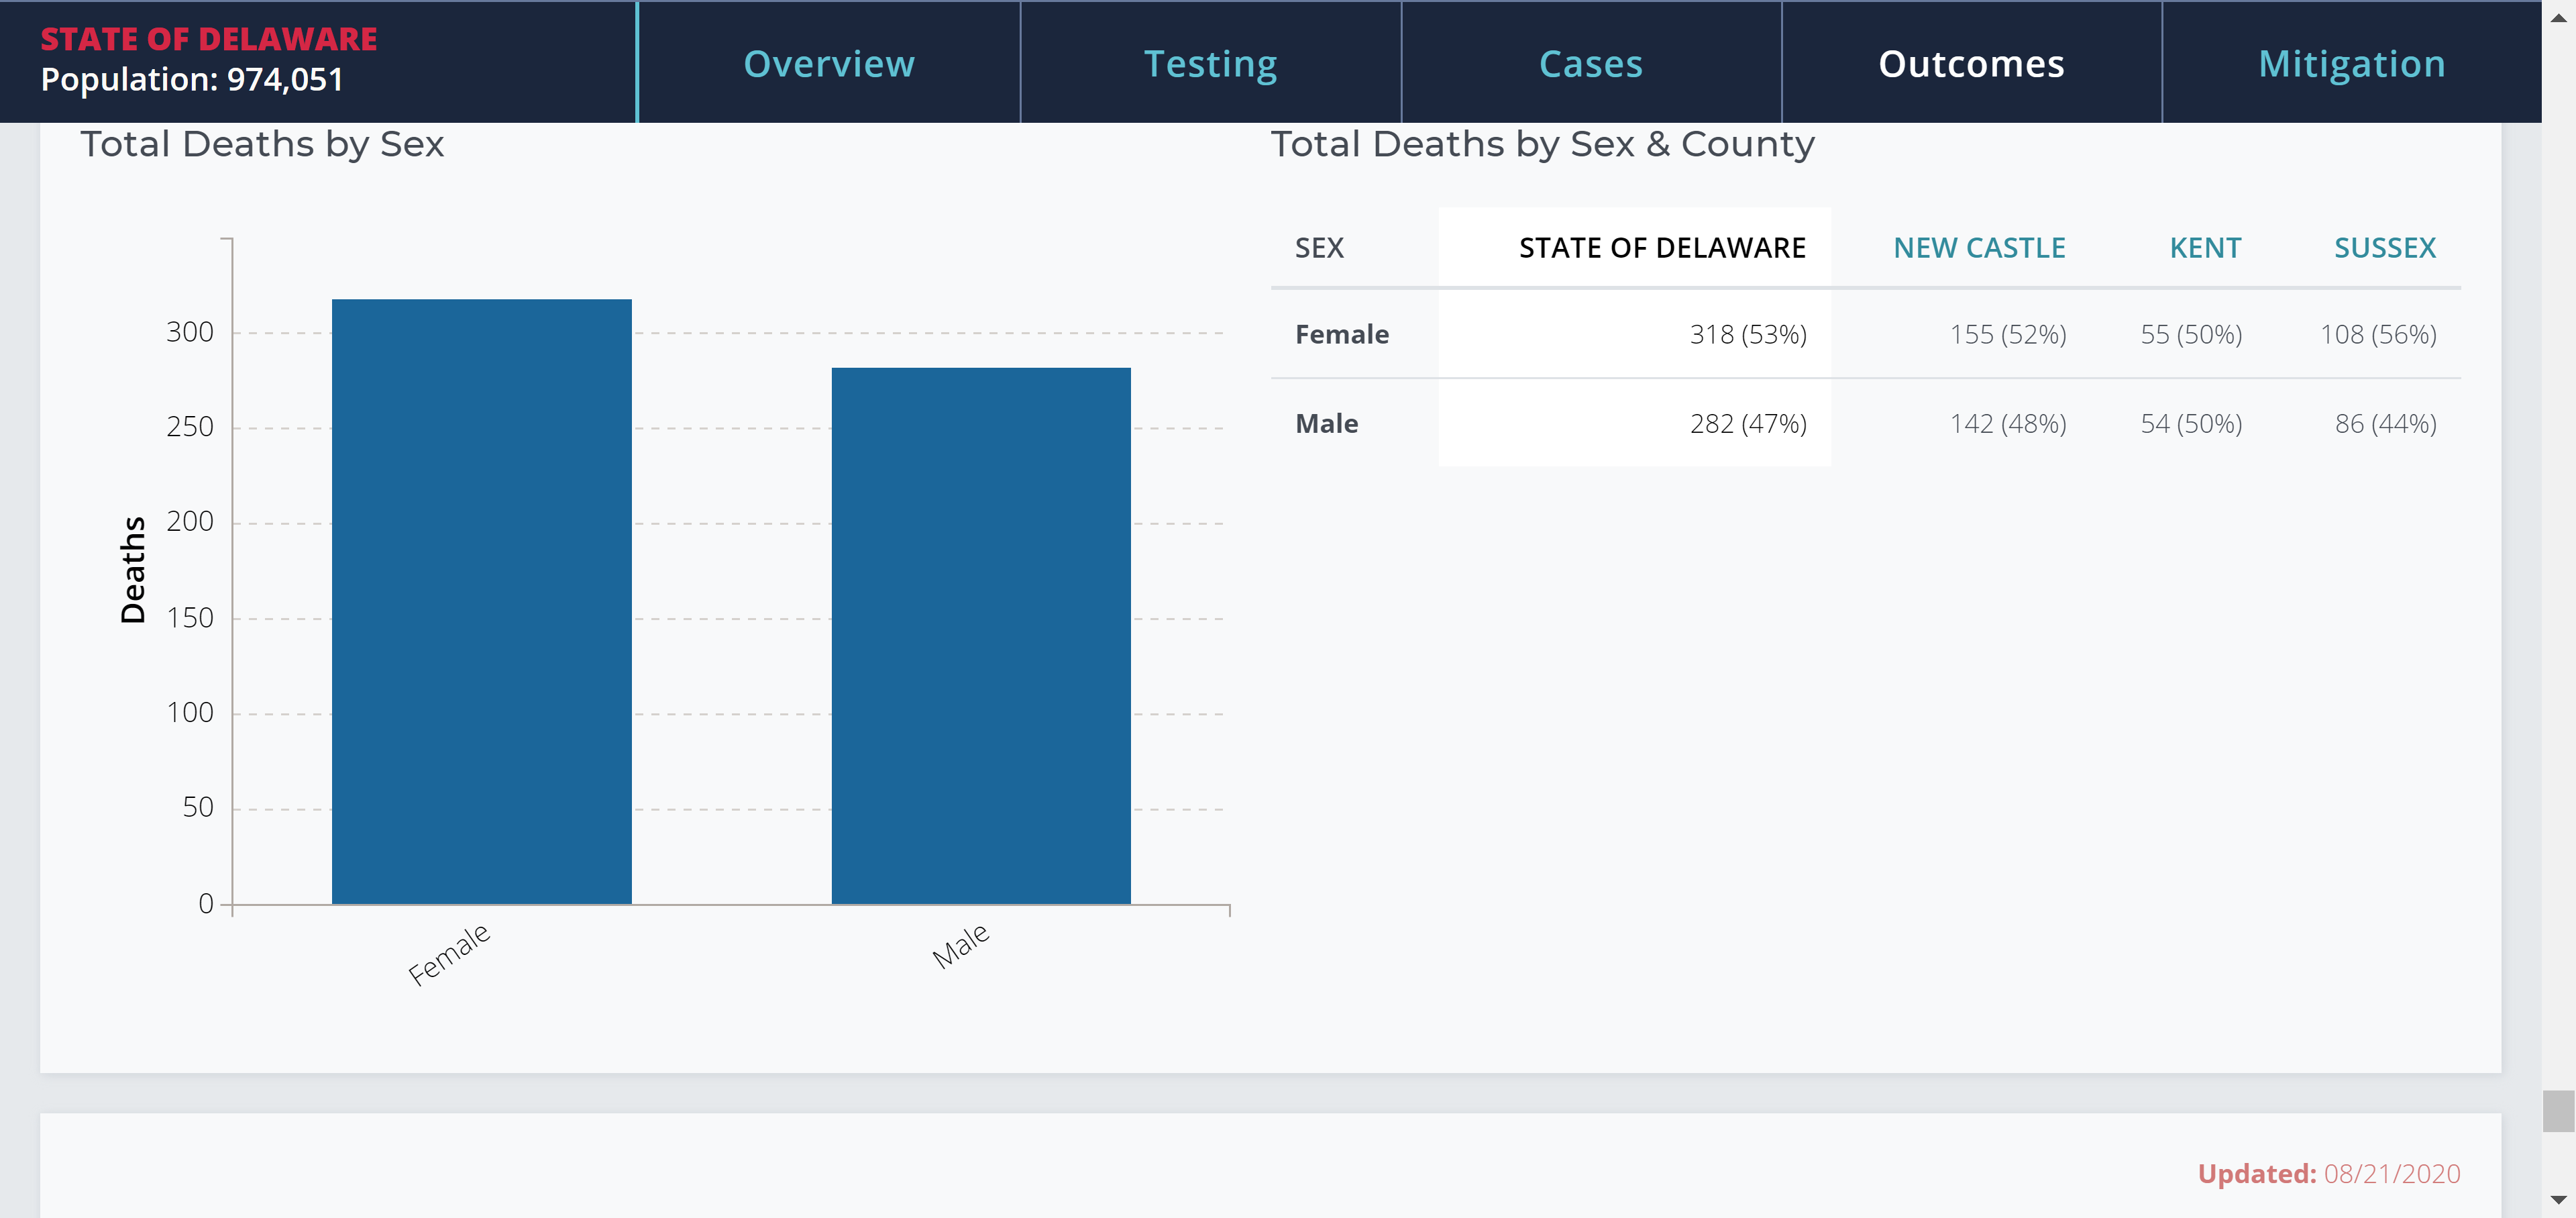 STATE OF DELAWARE
Population: 974,051
Overview
Testing
Cases
Outcomes
Mitigation
Total Deaths by Sex
Deaths
300
250
200
150
100
50
0
Female
Male
Total Deaths by Sex & County
SEX STATE OF DELAWARE NEW CASTLE KENT SUSSEX
Female 318 (53%) 155 (52%) 55 (50%) 108 (56%)
Male 282 (47%) 142 (48%) 54 (50%) 86 (44%)
Updated: 08/21/2020